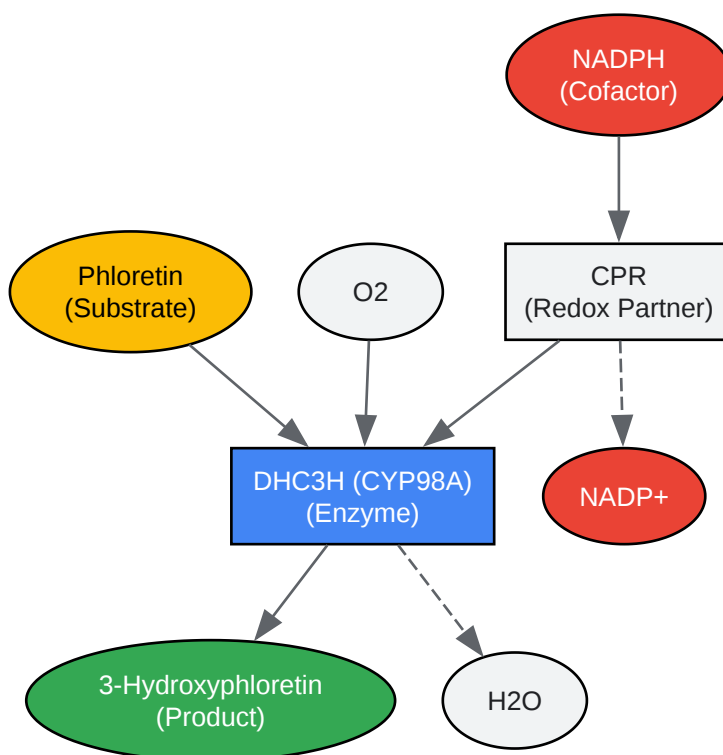 NADPH
(Cofactor)
Phloretin
(Substrate)
O2
CPR
(Redox Partner)
DHC3H (CYP98A)
(Enzyme)
NADP+
3-Hydroxyphloretin
(Product)
H2O